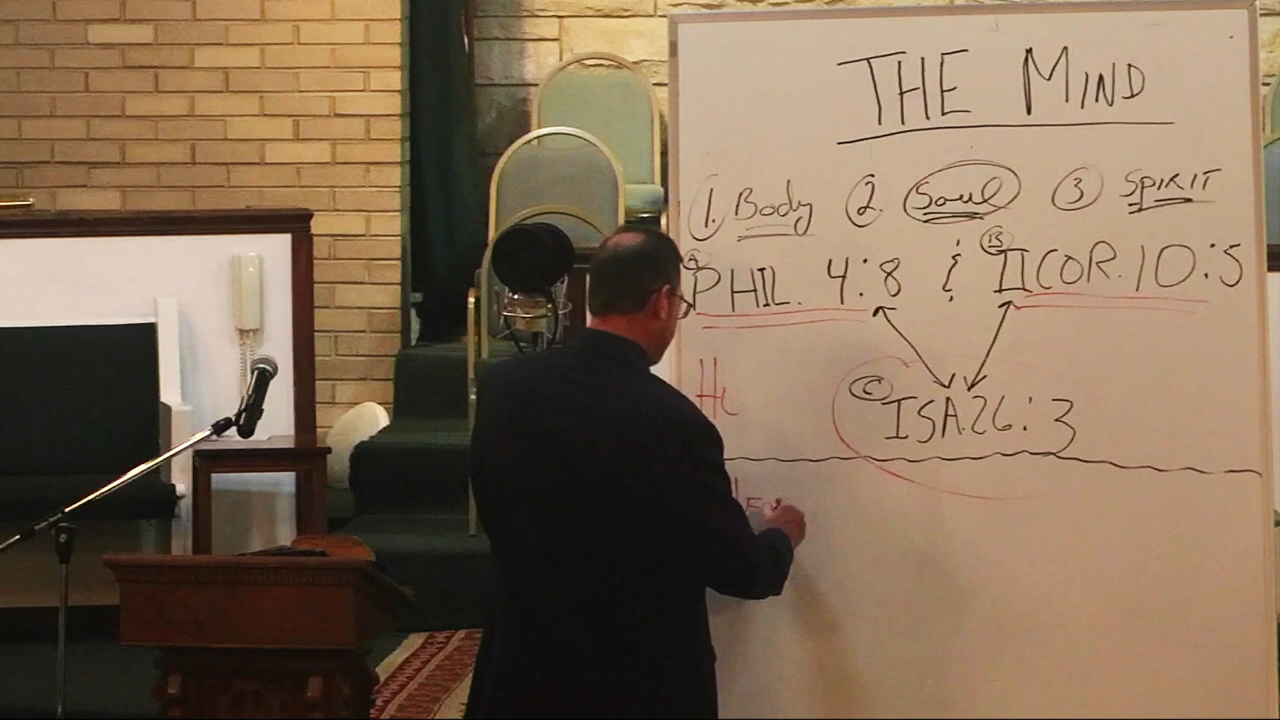 THE MIND
1. Body 2. Soul 3 SPIRIT
A PHIL. 4:8 & B II COR. 10:5
C ISA. 26:3